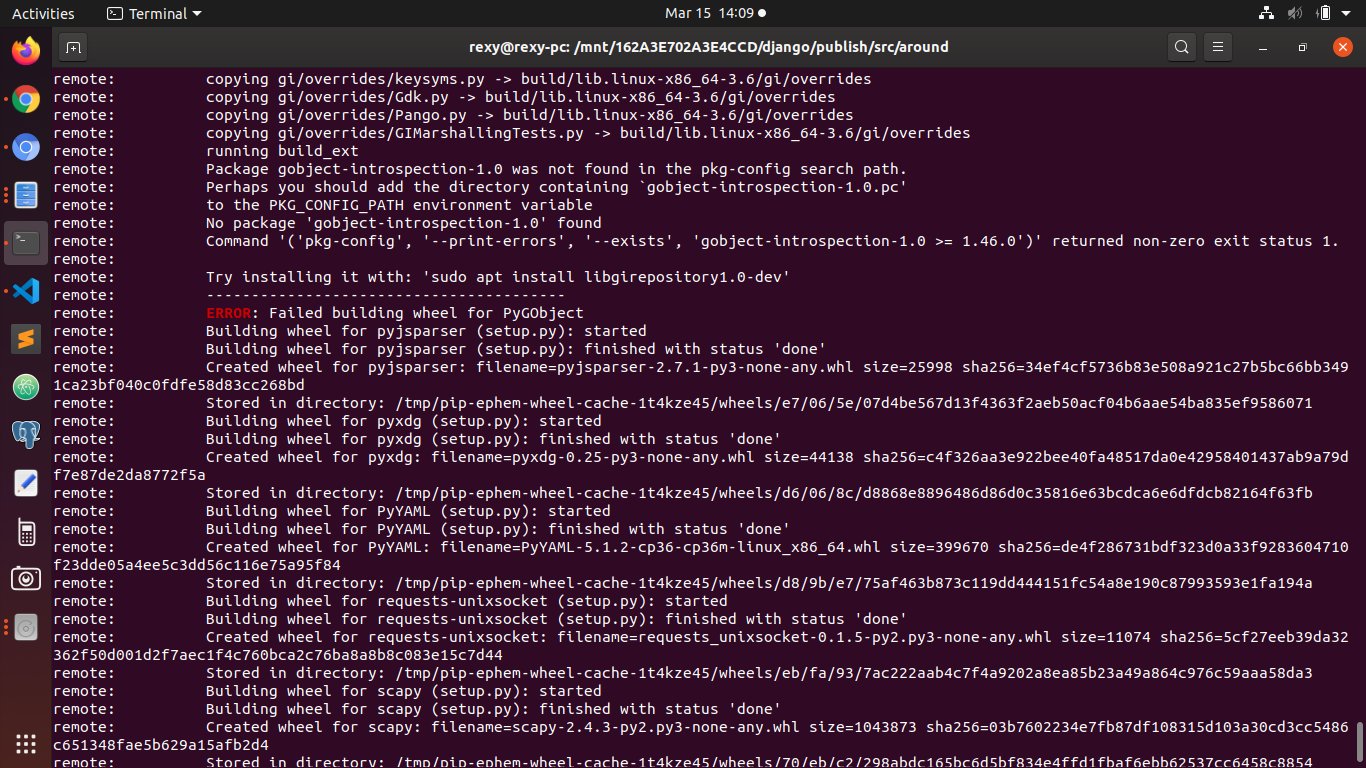 Activities Terminal Mar 15 14:09
rexy@rexy-pc: /mnt/162A3E702A3E4CCD/django/publish/src/around
remote: copying gi/overrides/keysyms.py -> build/lib.linux-x86_64-3.6/gi/overrides
remote: copying gi/overrides/Gdk.py -> build/lib.linux-x86_64-3.6/gi/overrides
remote: copying gi/overrides/Pango.py -> build/lib.linux-x86_64-3.6/gi/overrides
remote: copying gi/overrides/GIMarshallingTests.py -> build/lib.linux-x86_64-3.6/gi/overrides
remote: running build_ext
remote: Package gobject-introspection-1.0 was not found in the pkg-config search path.
remote: Perhaps you should add the directory containing `gobject-introspection-1.0.pc'
remote: to the PKG_CONFIG_PATH environment variable
remote: No package 'gobject-introspection-1.0' found
remote: Command '('pkg-config', '--print-errors', '--exists', 'gobject-introspection-1.0 >= 1.46.0')' returned non-zero exit status 1.
remote:
remote: Try installing it with: 'sudo apt install libgirepository1.0-dev'
remote: ----------------------------------------
remote: ERROR: Failed building wheel for PyGObject
remote: Building wheel for pyjsparser (setup.py): started
remote: Building wheel for pyjsparser (setup.py): finished with status 'done'
remote: Created wheel for pyjsparser: filename=pyjsparser-2.7.1-py3-none-any.whl size=25998 sha256=34ef4cf5736b83e508a921c27b5bc66bb349
1ca23bf040c0fdfe58d83cc268bd
remote: Stored in directory: /tmp/pip-ephem-wheel-cache-1t4kze45/wheels/e7/06/5e/07d4be567d13f4363f2aeb50acf04b6aae54ba835ef9586071
remote: Building wheel for pyxdg (setup.py): started
remote: Building wheel for pyxdg (setup.py): finished with status 'done'
remote: Created wheel for pyxdg: filename=pyxdg-0.25-py3-none-any.whl size=44138 sha256=c4f326aa3e922bee40fa48517da0e42958401437ab9a79d
f7e87de2da8772f5a
remote: Stored in directory: /tmp/pip-ephem-wheel-cache-1t4kze45/wheels/d6/06/8c/d8868e8896486d86d0c35816e63bcdca6e6dfdcb82164f63fb
remote: Building wheel for PyYAML (setup.py): started
remote: Building wheel for PyYAML (setup.py): finished with status 'done'
remote: Created wheel for PyYAML: filename=PyYAML-5.1.2-cp36-cp36m-linux_x86_64.whl size=399670 sha256=de4f286731bdf323d0a33f9283604710
f23dde05a4ee5c3dd56c116e75a95f84
remote: Stored in directory: /tmp/pip-ephem-wheel-cache-1t4kze45/wheels/d8/9b/e7/75af463b873c119dd444151fc54a8e190c87993593e1fa194a
remote: Building wheel for requests-unixsocket (setup.py): started
remote: Building wheel for requests-unixsocket (setup.py): finished with status 'done'
remote: Created wheel for requests-unixsocket: filename=requests_unixsocket-0.1.5-py2.py3-none-any.whl size=11074 sha256=5cf27eeb39da32
362f50d001d2f7aec1f4c760bca2c76ba8a8b8c083e15c7d44
remote: Stored in directory: /tmp/pip-ephem-wheel-cache-1t4kze45/wheels/eb/fa/93/7ac222aab4c7f4a9202a8ea85b23a49a864c976c59aaa58da3
remote: Building wheel for scapy (setup.py): started
remote: Building wheel for scapy (setup.py): finished with status 'done'
remote: Created wheel for scapy: filename=scapy-2.4.3-py2.py3-none-any.whl size=1043873 sha256=03b7602234e7fb87df108315d103a30cd3cc5486
c651348fae5b629a15afb2d4
remote: Stored in directory: /tmp/pip-ephem-wheel-cache-1t4kze45/wheels/70/eb/c2/298abdc165bc6d5bf834e4ffd1fbaf6ebb62537cc6458c8854